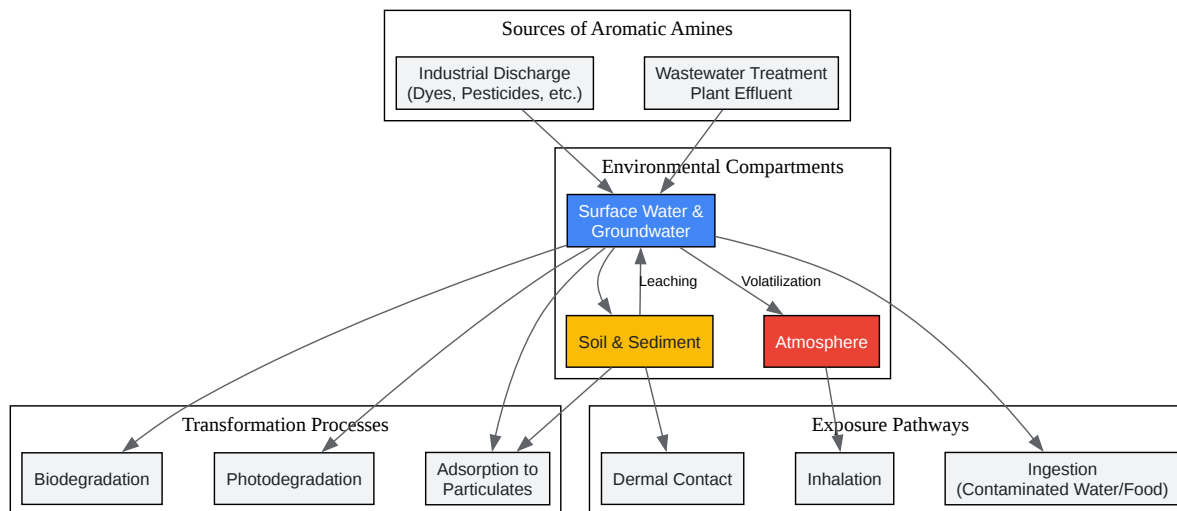 Sources of Aromatic Amines
Industrial Discharge
(Dyes, Pesticides, etc.)
Wastewater Treatment
Plant Effluent
Environmental Compartments
Surface Water &
Groundwater
Leaching
Volatilization
Soil & Sediment
Atmosphere
Transformation Processes
Biodegradation
Photodegradation
Adsorption to
Particulates
Exposure Pathways
Dermal Contact
Inhalation
Ingestion
(Contaminated Water/Food)